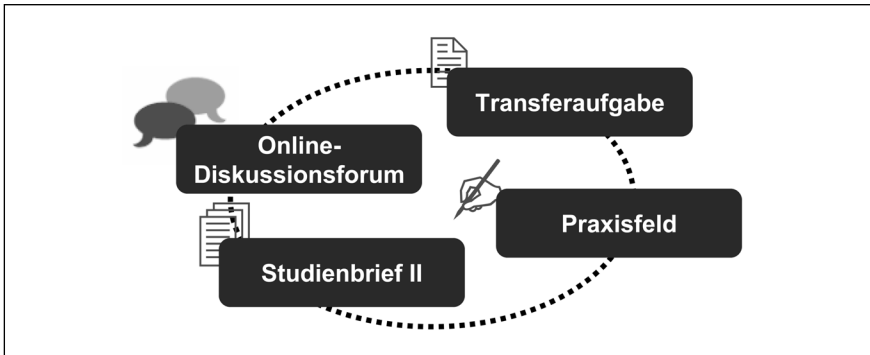 Transferaufgabe
Online-
Diskussionsforum
Praxisfeld
Studienbrief II